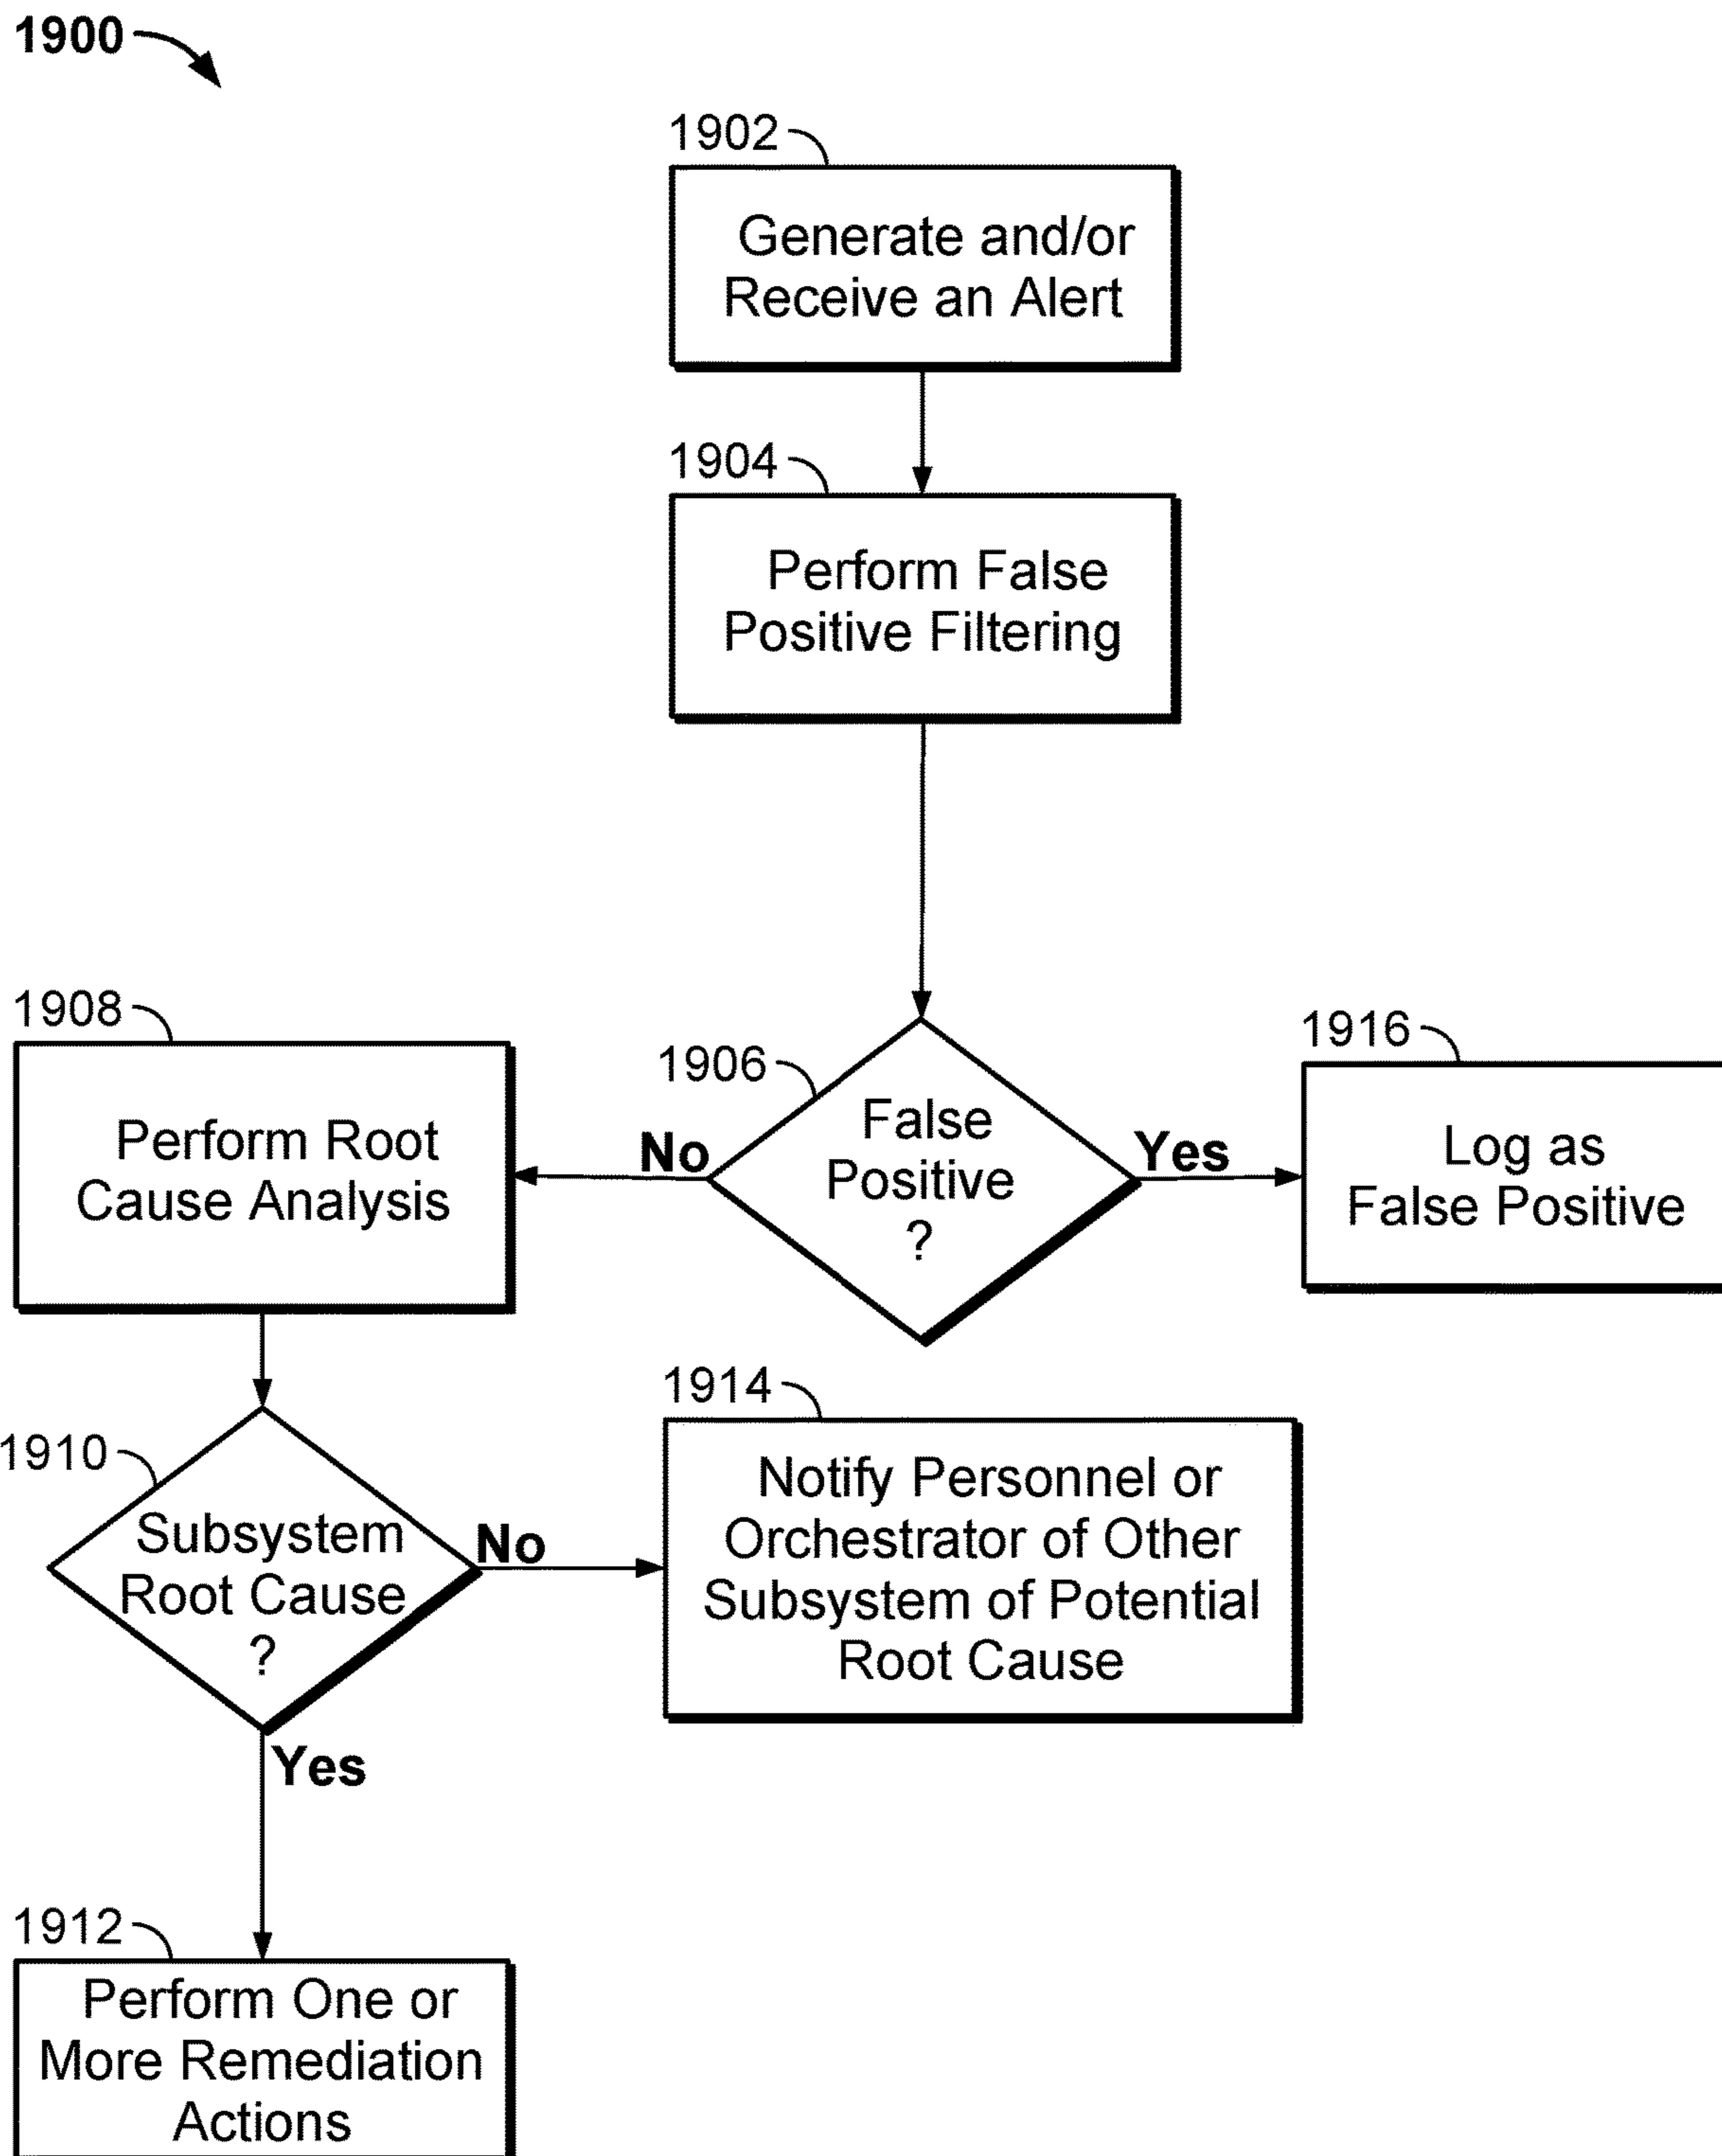 1900
1902
Generate and/or
Receive an Alert
1904
Perform False
Positive Filtering
1908
Perform Root
Cause Analysis
1906
False
Positive
?
No
Yes
1916
Log as
False Positive
1910
Subsystem
Root Cause
?
No
Yes
1914
Notify Personnel or
Orchestrator of Other
Subsystem of Potential
Root Cause
1912
Perform One or
More Remediation
Actions